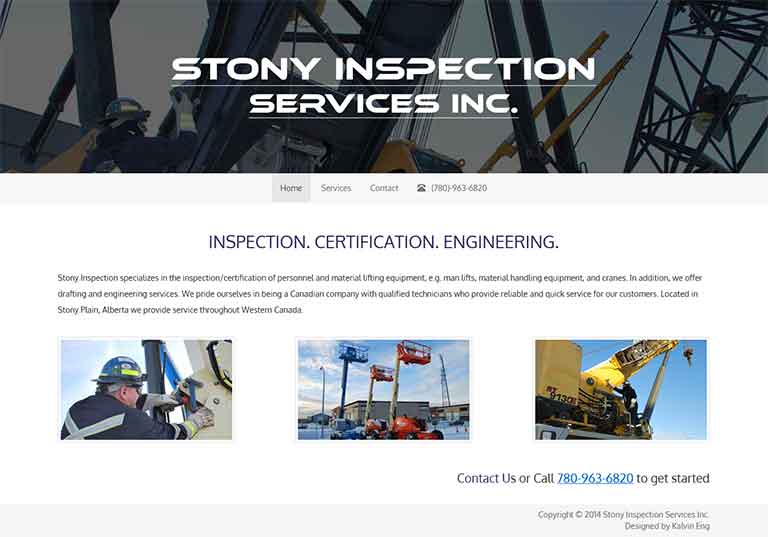 STONY INSPECTION
SERVICES INC.
Home Services Contact (780)-963-6820
INSPECTION. CERTIFICATION. ENGINEERING.
Stony Inspection specializes in the inspection/certification of personnel and material lifting equipment, e.g. man lifts, material handling equipment, and cranes. In addition, we offer
drafting and engineering services. We pride ourselves in being a Canadian company with qualified technicians who provide reliable and quick service for our customers. Located in
Stony Plain, Alberta we provide service throughout Western Canada.
Contact Us or Call 780-963-6820 to get started
Copyright © 2014 Stony Inspection Services Inc.
Designed by Kalvin Eng